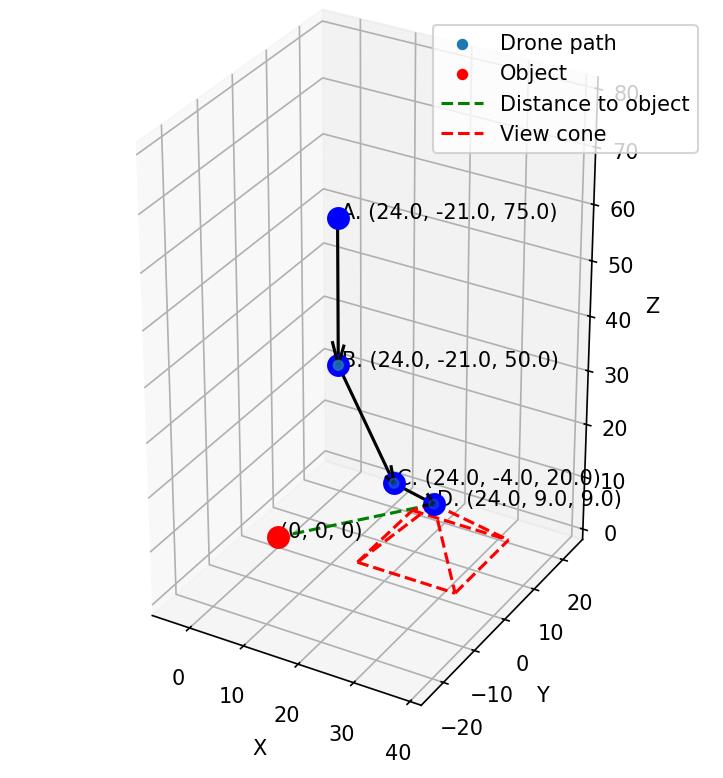 Drone path
Object
Distance to object
View cone
80
70
60
50
40
30
20
10
0
Z
A. (24.0, -21.0, 75.0)
B. (24.0, -21.0, 50.0)
C. (24.0, -4.0, 20.0)
D. (24.0, 9.0, 9.0)
(0, 0, 0)
20
10
0
−10
−20
Y
0
10
20
30
40
X